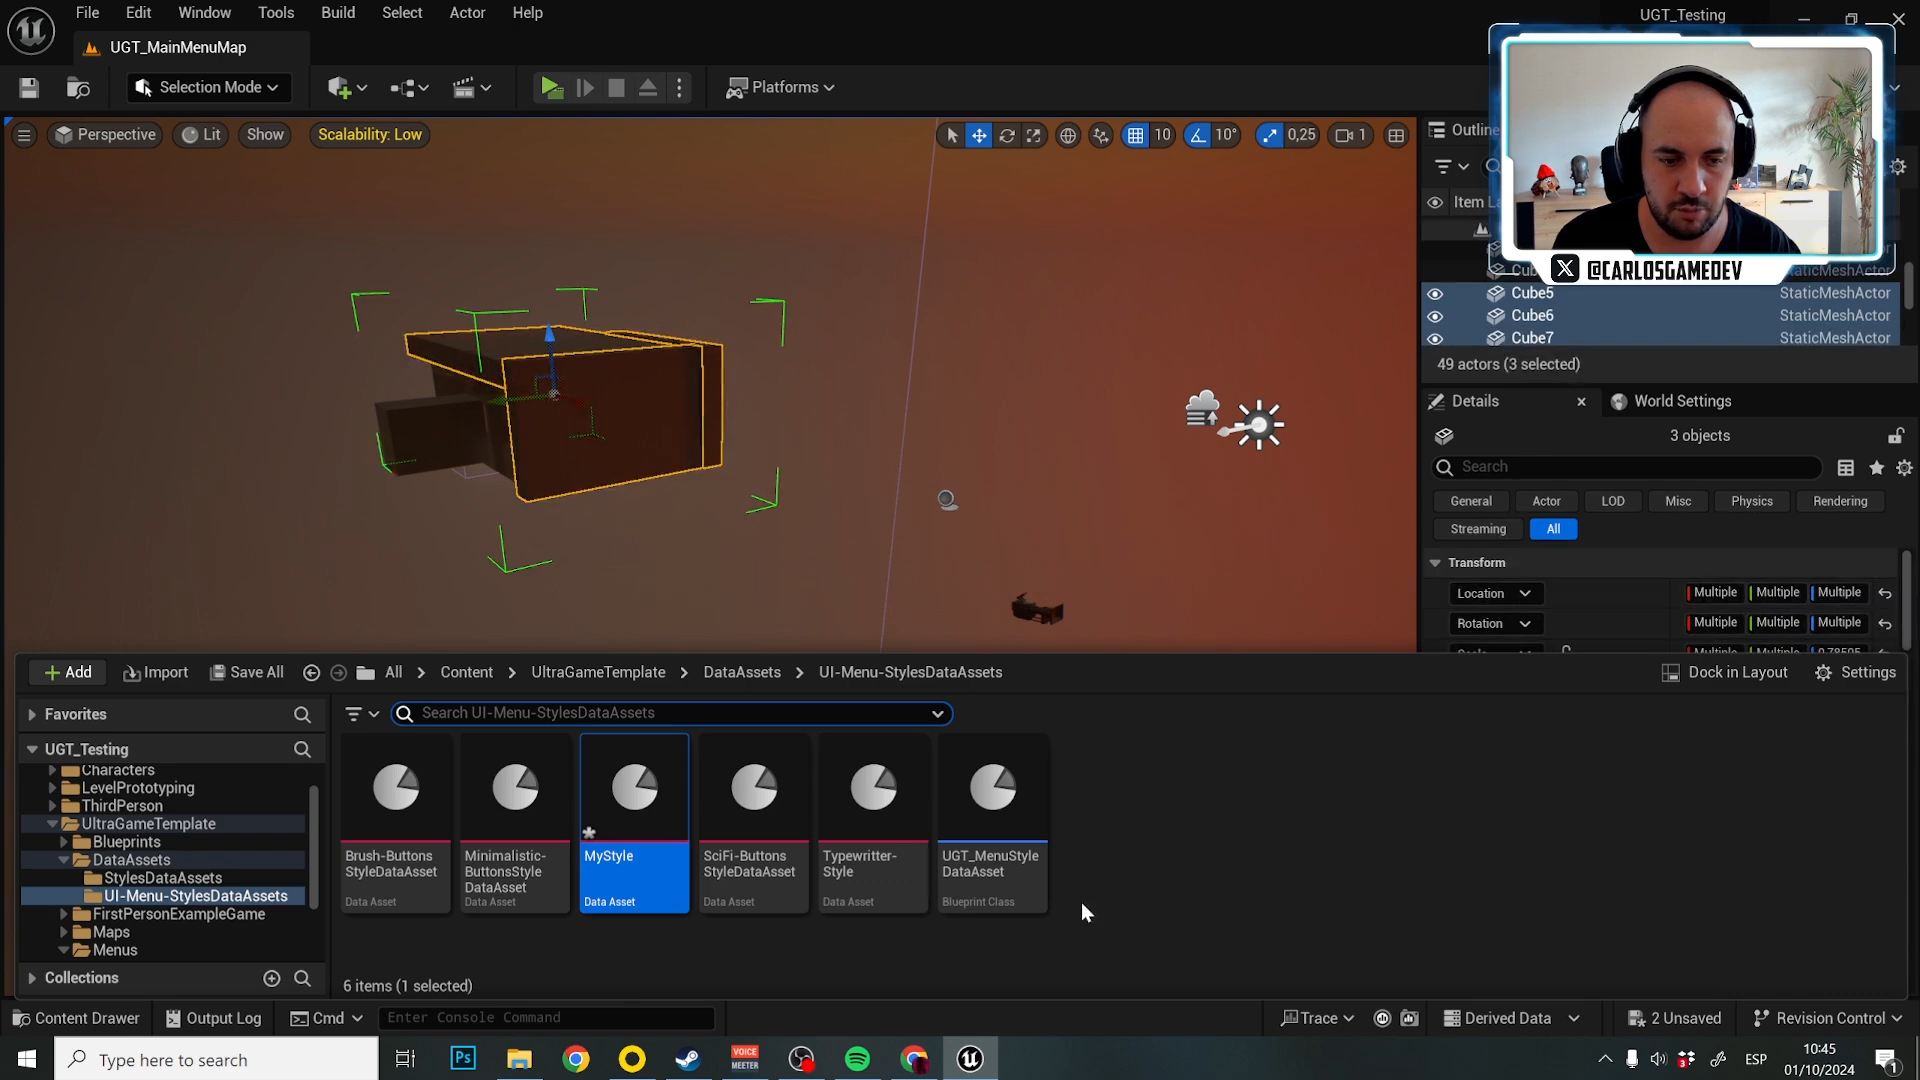 File Edit Window Tools Build Select Actor Help
UGT_Testing
UGT_MainMenuMap
Selection Mode
Platforms
Perspective Lit Show Scalability: Low
10 10° 0,25 1
Outline
Item La
@CARLOSGAMEDEV
Cub StaticMeshActor
Cube5 StaticMeshActor
Cube6 StaticMeshActor
Cube7 StaticMeshActor
49 actors (3 selected)
Details World Settings
3 objects
Search
General Actor LOD Misc Physics Rendering
Streaming All
Transform
Location Multiple Multiple Multiple
Rotation Multiple Multiple Multiple
+ Add Import Save All All > Content > UltraGameTemplate > DataAssets > UI-Menu-StylesDataAssets Dock in Layout Settings
Favorites
Search UI-Menu-StylesDataAssets
UGT_Testing
Characters
LevelPrototyping
ThirdPerson
UltraGameTemplate
Blueprints
DataAssets
StylesDataAssets
UI-Menu-StylesDataAssets
FirstPersonExampleGame
Maps
Menus
Collections
Brush-Buttons
StyleDataAsset
Data Asset
Minimalistic-
ButtonsStyle
DataAsset
Data Asset
MyStyle
Data Asset
SciFi-Buttons
StyleDataAsset
Data Asset
Typewritter-
Style
Data Asset
UGT_MenuStyle
DataAsset
Blueprint Class
6 items (1 selected)
Content Drawer Output Log Cmd Enter Console Command Trace Derived Data 2 Unsaved Revision Control
Type here to search
Ps
VOICE
MEETER
ESP
10:45
01/10/2024
1